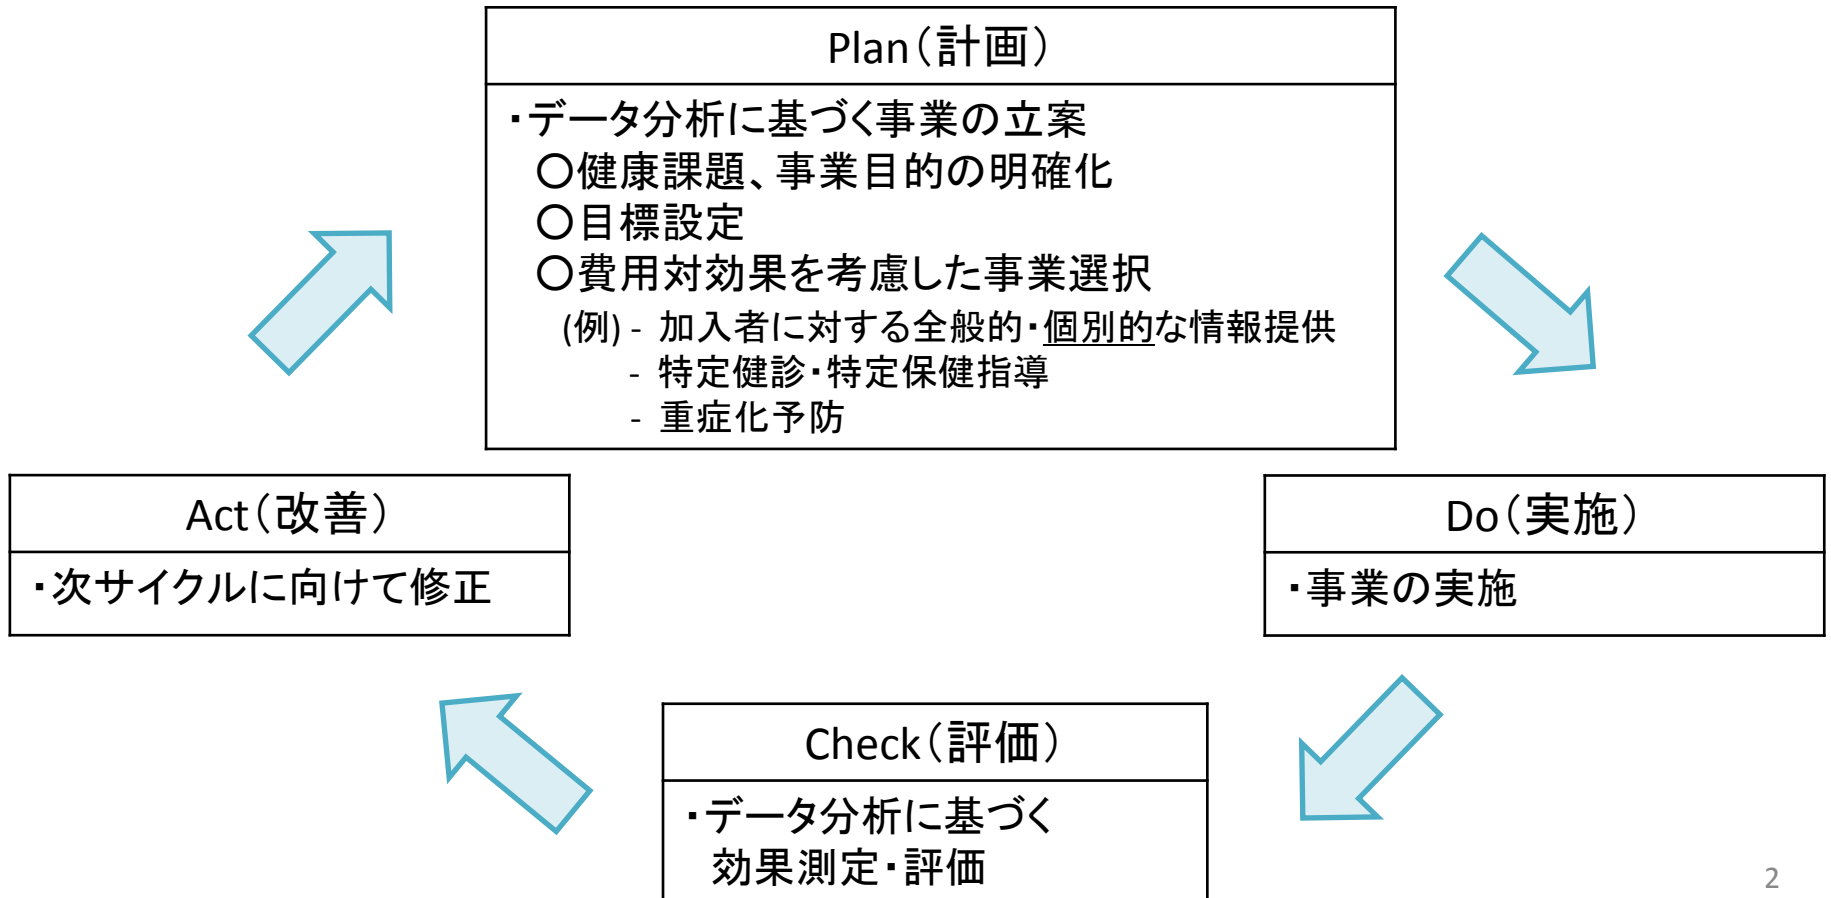 Plan（計画）
・データ分析に基づく事業の立案
○健康課題、事業目的の明確化
○目標設定
○費用対効果を考慮した事業選択
(例) - 加入者に対する全般的・個別的な情報提供
- 特定健診・特定保健指導
- 重症化予防
Act（改善）
・次サイクルに向けて修正
Do（実施）
・事業の実施
Check（評価）
・データ分析に基づく
効果測定・評価
2